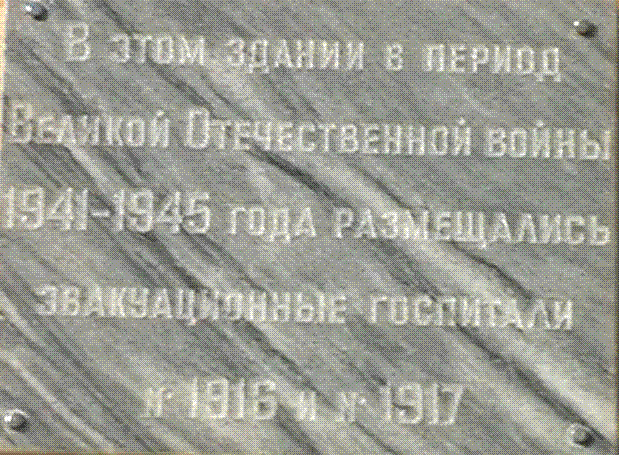 В этом здании в период
Великой Отечественной войны
1941-1945 года размещались
эвакуационные госпитали
№ 1916 и № 1917